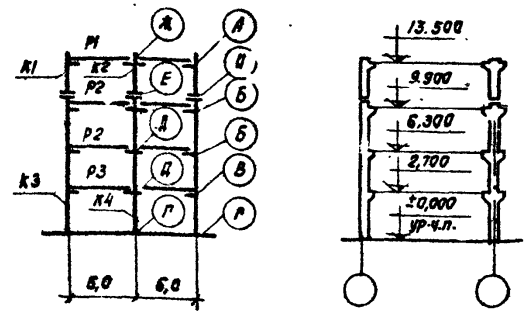 Ж
А
Р1
К1
К2
И
Е
Р2
Б
Д
Р2
Б
Р3
Д
В
К3
К4
Г
Р
6,0
6,0
13.500
9.900
6,300
2,700
±0,000
ур.ч.п.